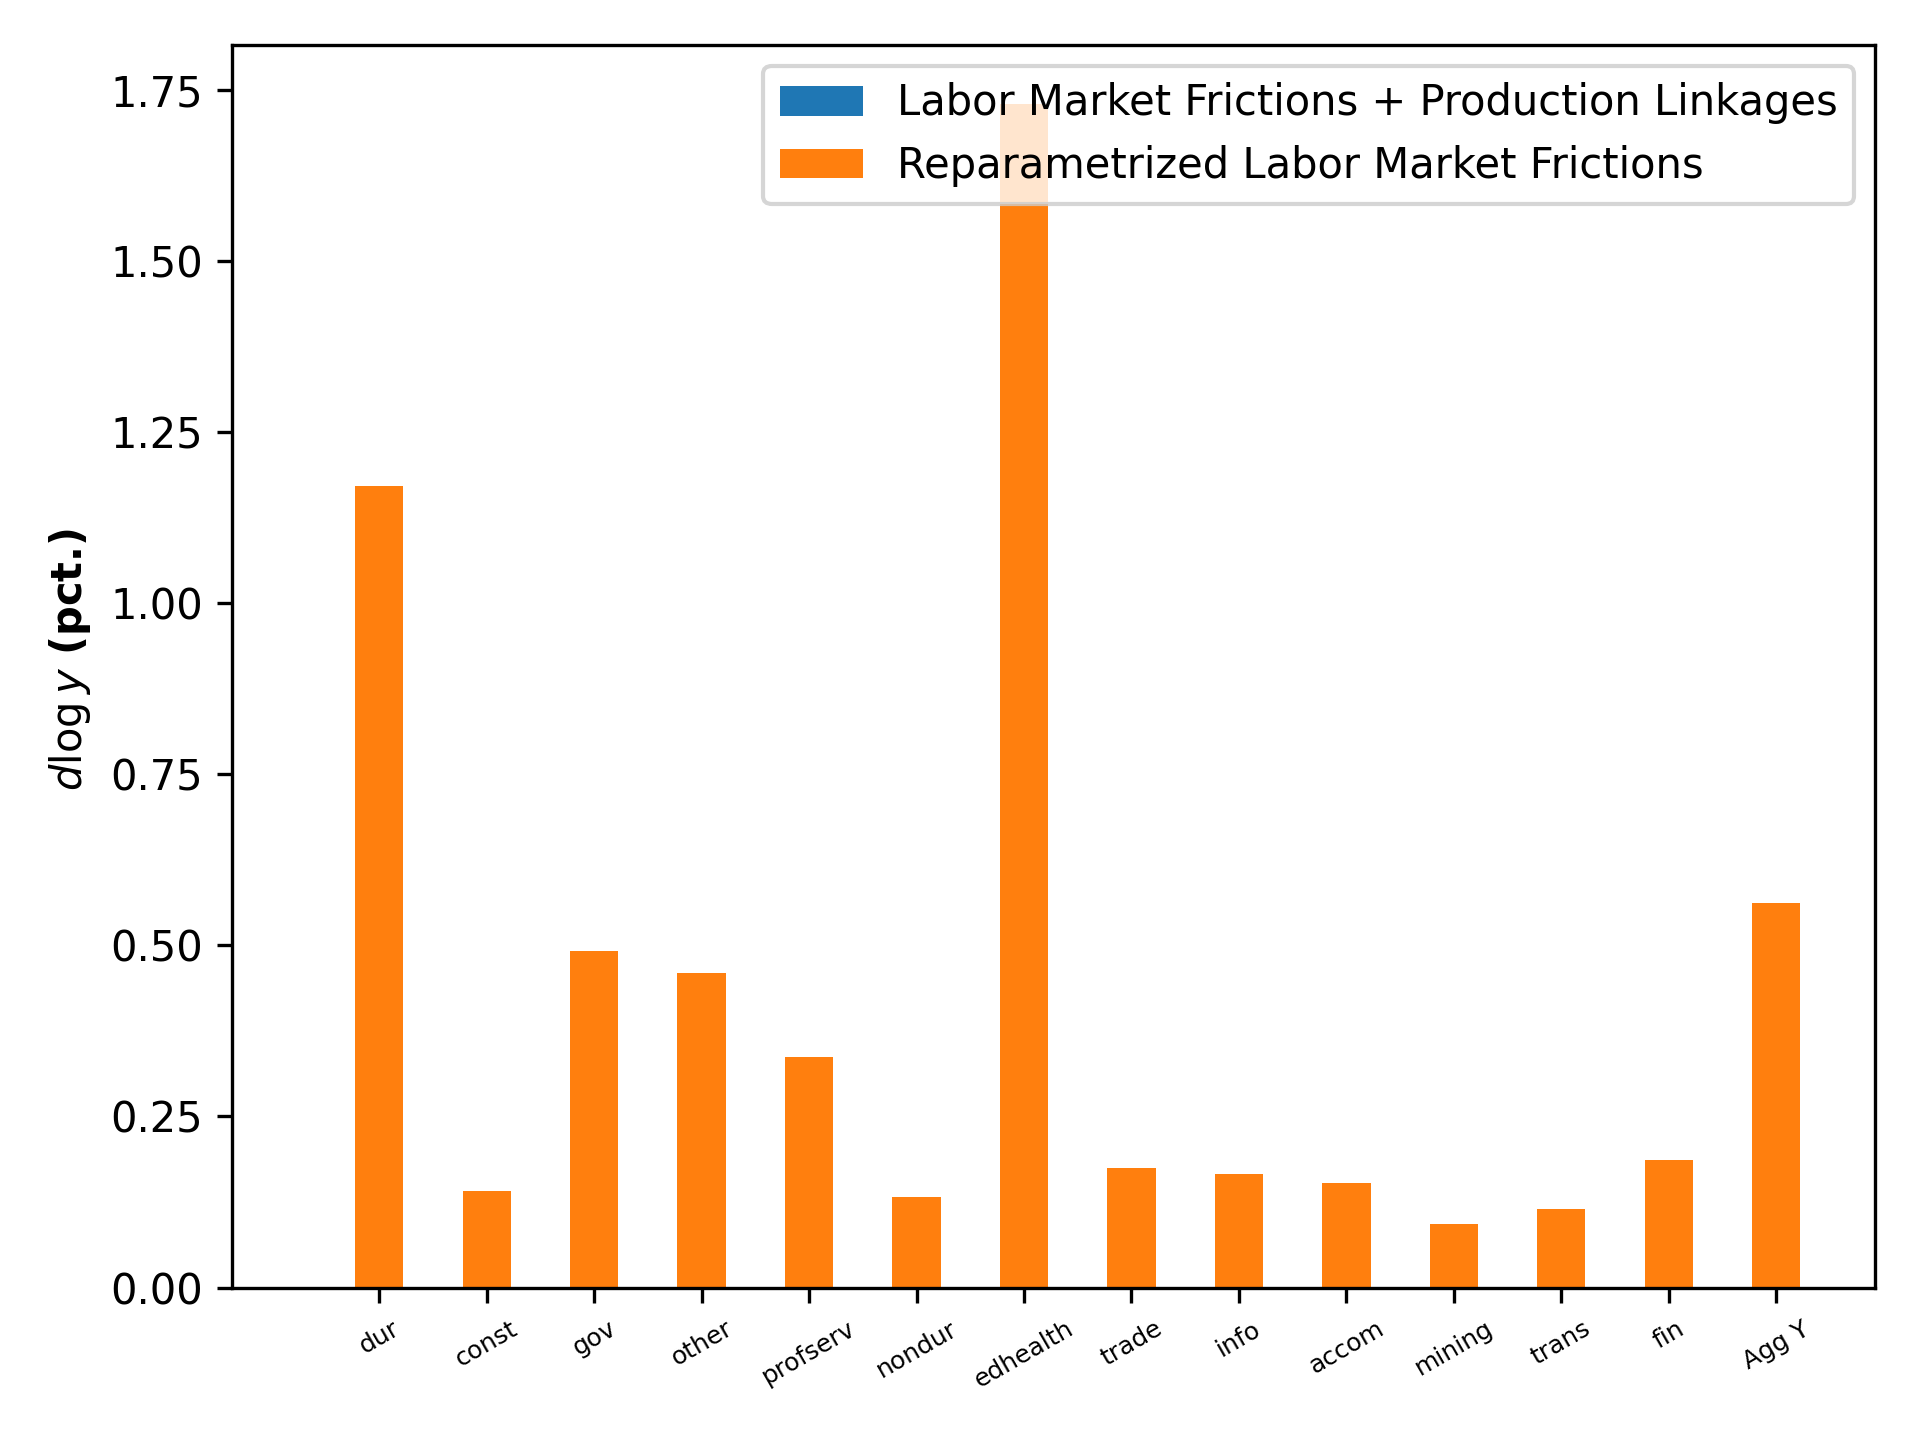 Labor Market Frictions + Production Linkages
Reparametrized Labor Market Frictions
1.75
1.50
1.25
1.00
0.75
0.50
0.25
0.00
dlog y (pct.)
dur const gov other profserv nondur edhealth trade info accom mining trans fin Agg Y